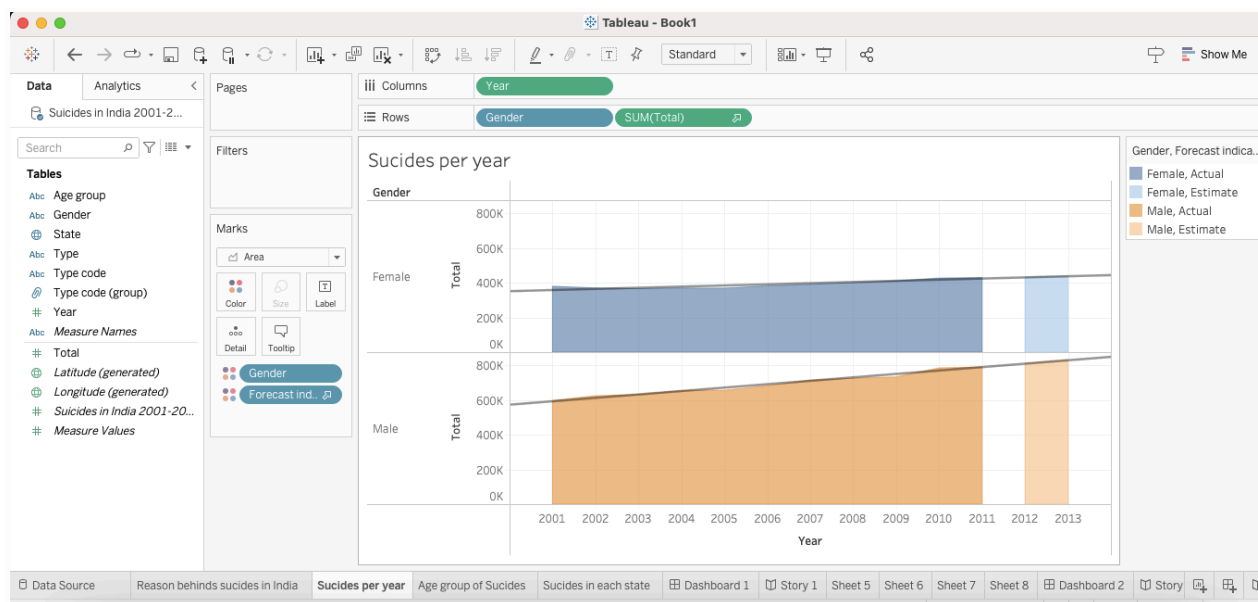 Tableau - Book1
Standard
Show Me
Data
Analytics
Suicides in India 2001-2...
Search
Tables
Abc Age group
Abc Gender
State
Abc Type
Abc Type code
Type code (group)
# Year
Abc Measure Names
# Total
Latitude (generated)
Longitude (generated)
# Suicides in India 2001-20...
# Measure Values
Pages
Filters
Marks
Area
Color
Size
Label
Detail
Tooltip
Gender
Forecast ind..
iii Columns
Year
Rows
Gender
SUM(Total)
Sucides per year
Gender
Female
Total
800K
600K
400K
200K
0K
Male
Total
800K
600K
400K
200K
0K
2001 2002 2003 2004 2005 2006 2007 2008 2009 2010 2011 2012 2013
Year
Gender, Forecast indica..
Female, Actual
Female, Estimate
Male, Actual
Male, Estimate
Data Source
Reason behinds sucides in India
Sucides per year
Age group of Sucides
Sucides in each state
Dashboard 1
Story 1
Sheet 5
Sheet 6
Sheet 7
Sheet 8
Dashboard 2
Story